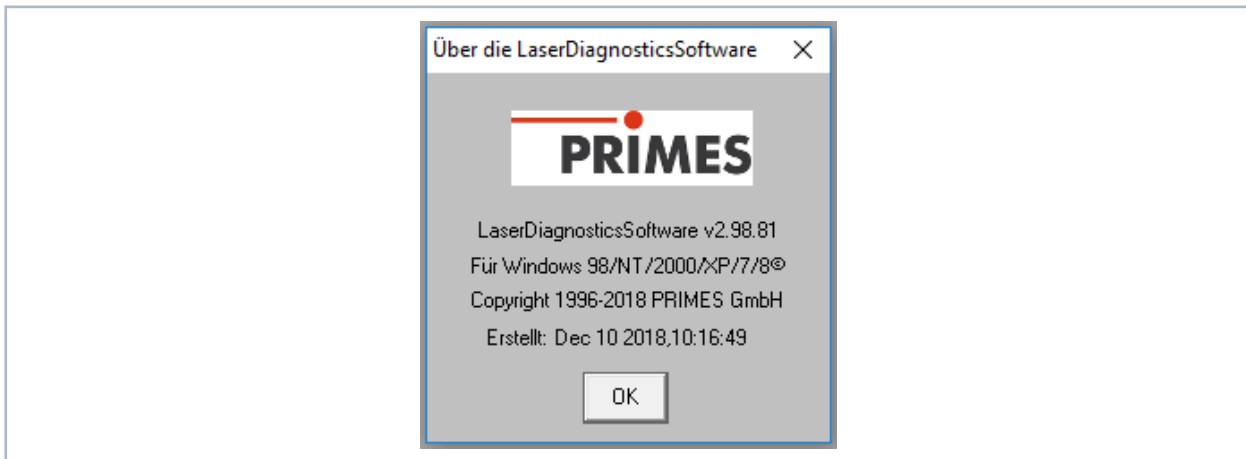 Über die LaserDiagnosticsSoftware
PRIMES
LaserDiagnosticsSoftware v2.98.81
Für Windows 98/NT/2000/XP/7/8©
Copyright 1996-2018 PRIMES GmbH
Erstellt: Dec 10 2018,10:16:49
OK